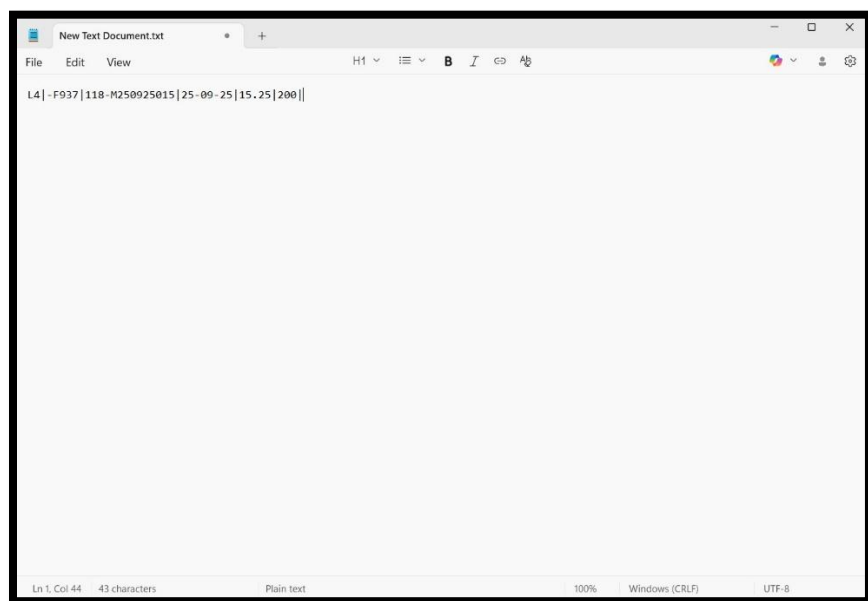 New Text Document.txt
File Edit View H1 B I
L4|-F937|118-M250925015|25-09-25|15.25|200|
Ln 1, Col 44 43 characters Plain text 100% Windows (CRLF) UTF-8